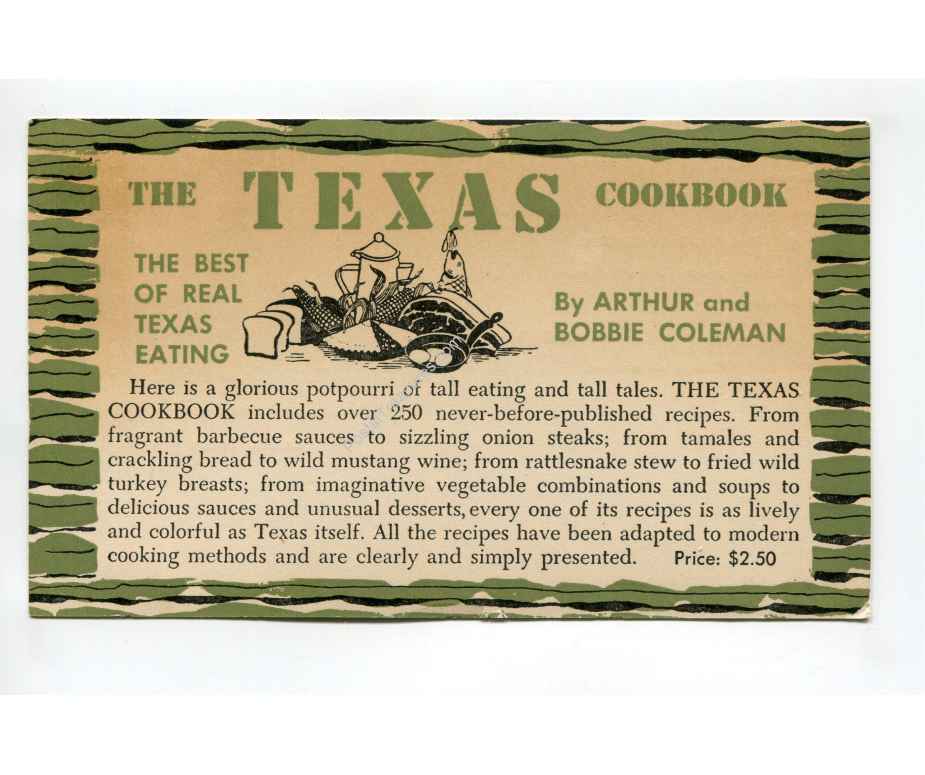 THE TEXAS COOKBOOK
THE BEST
OF REAL
TEXAS
EATING
By ARTHUR and
BOBBIE COLEMAN
Here is a glorious potpourri of tall eating and tall tales. THE TEXAS
COOKBOOK includes over 250 never-before-published recipes. From
fragrant barbecue sauces to sizzling onion steaks; from tamales and
crackling bread to wild mustang wine; from rattlesnake stew to fried wild
turkey breasts; from imaginative vegetable combinations and soups to
delicious sauces and unusual desserts, every one of its recipes is as lively
and colorful as Texas itself. All the recipes have been adapted to modern
cooking methods and are clearly and simply presented. Price: $2.50